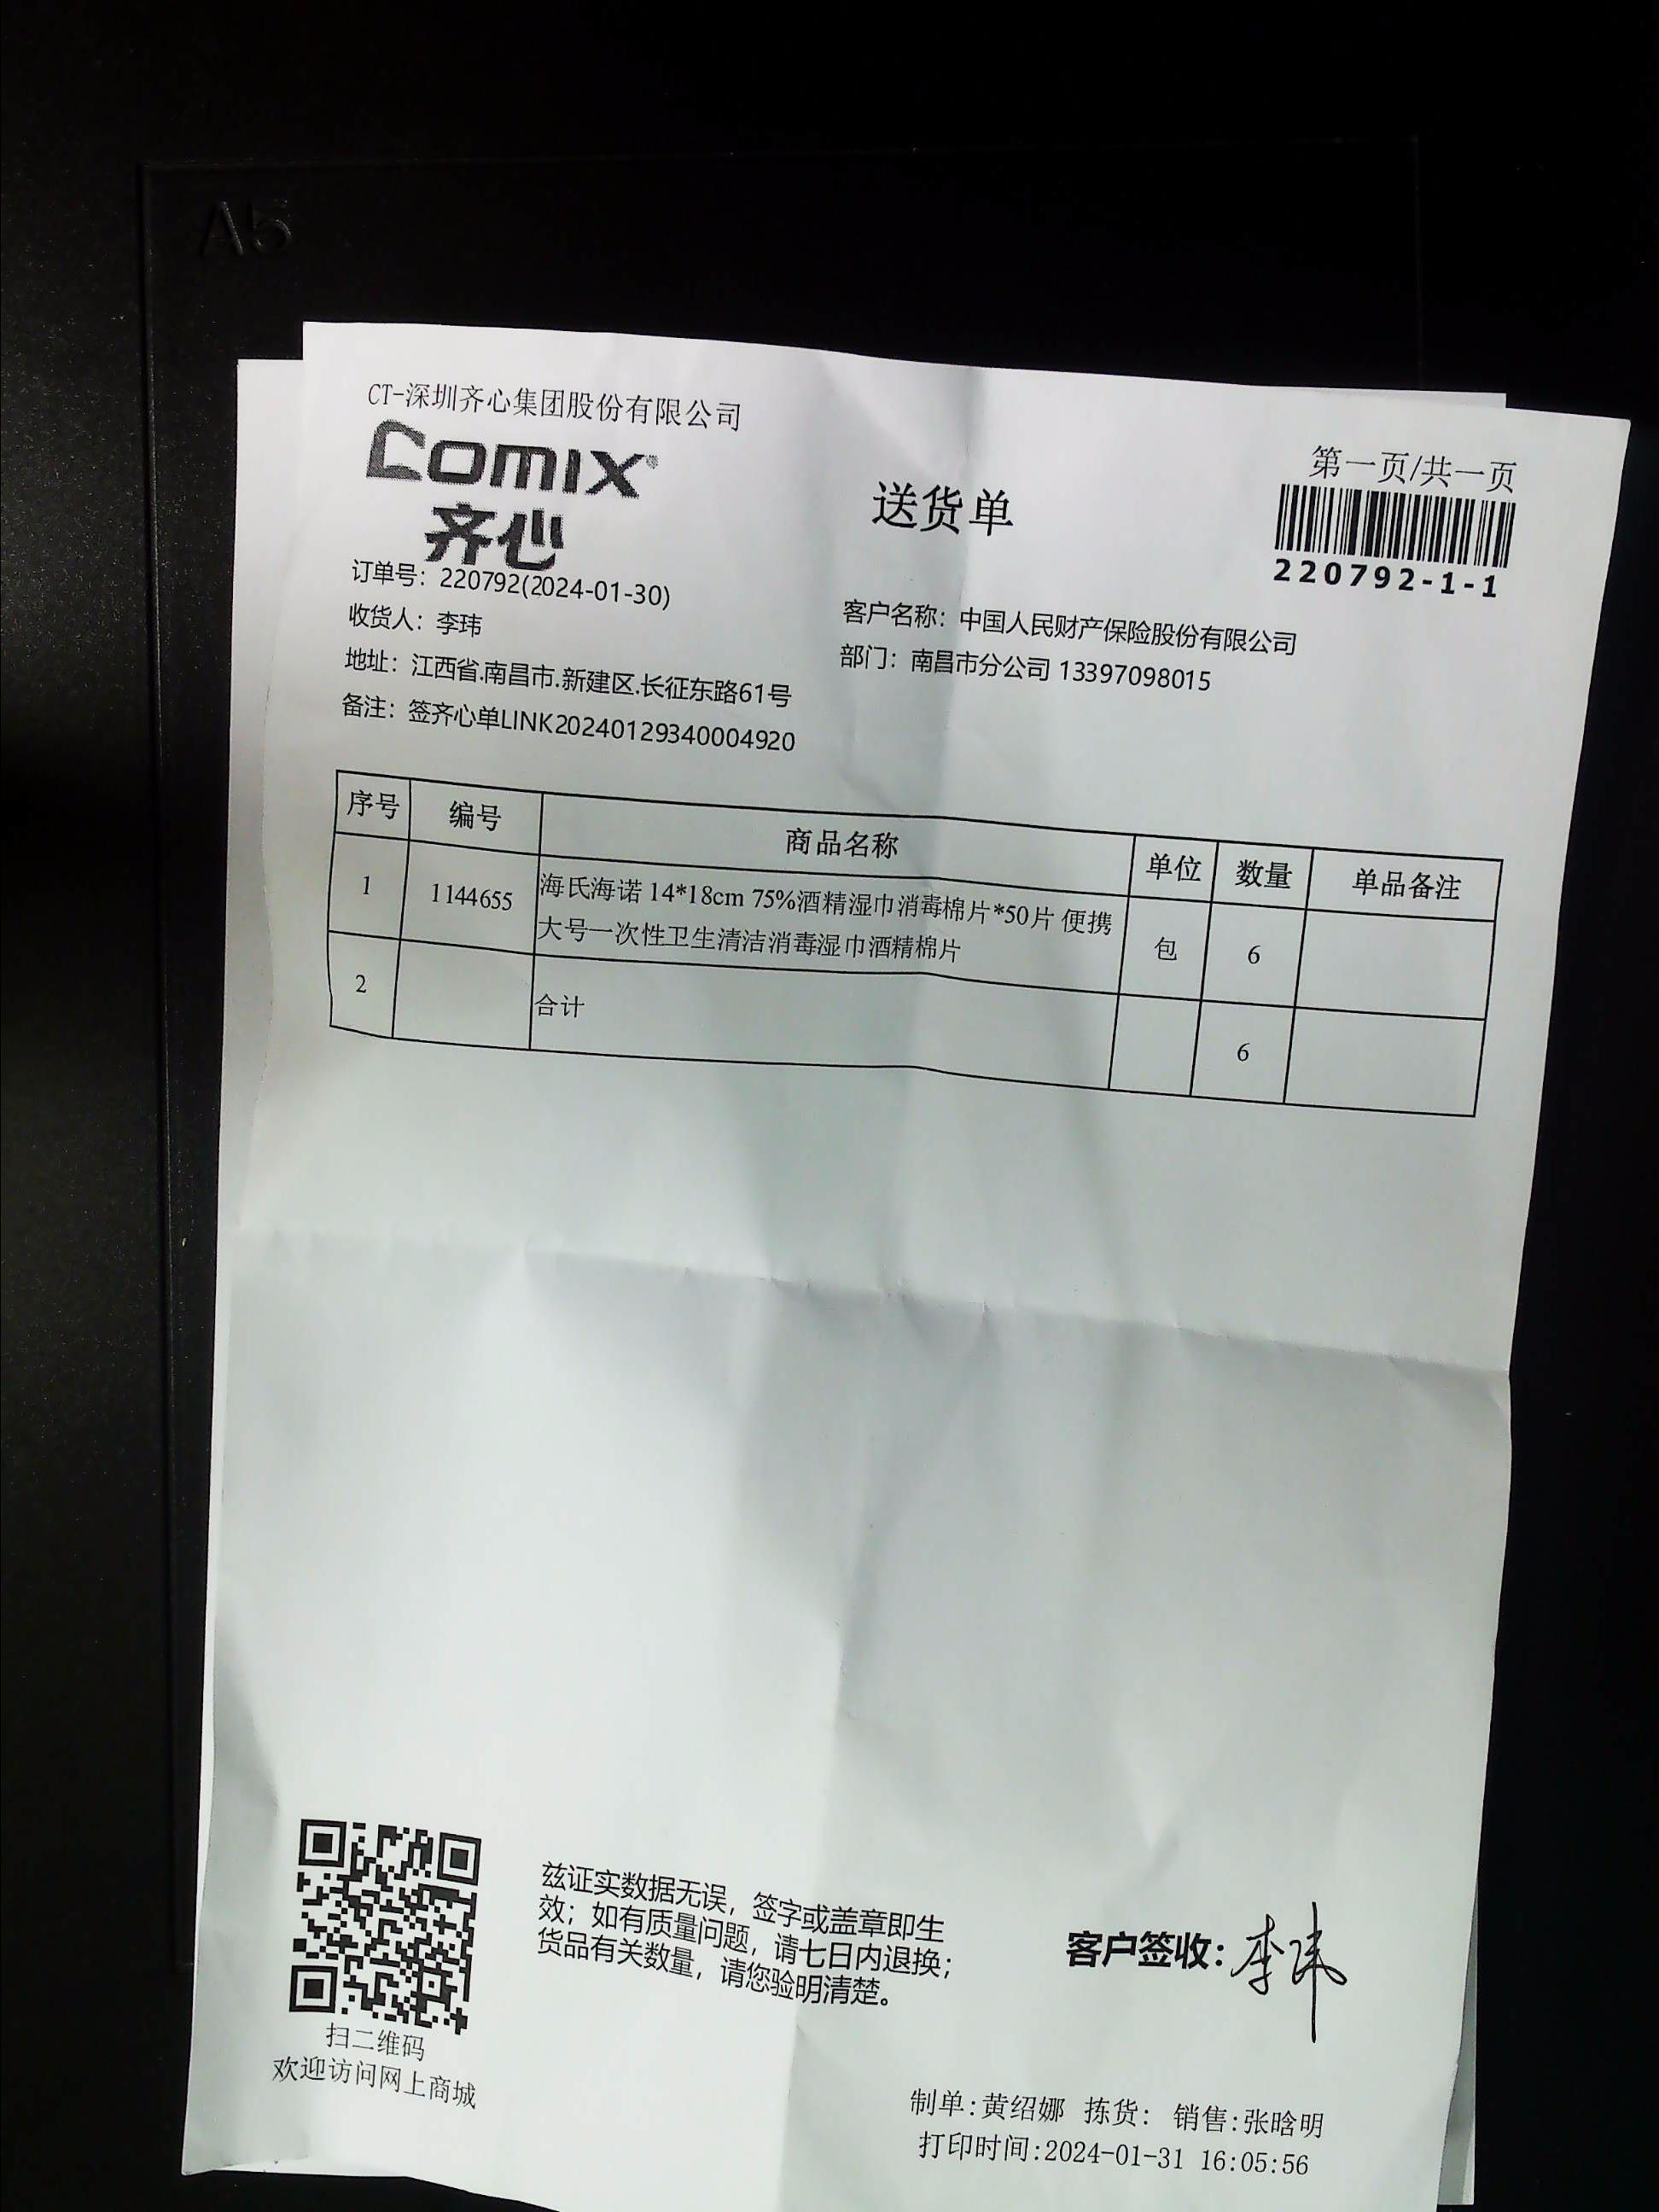 A5
CT-深圳齐心集团股份有限公司
comix®
齐心
送货单
第一页/共一页
220792-1-1
订单号：220792(2024-01-30)
收货人：李玮
客户名称：中国人民财产保险股份有限公司
地址：江西省.南昌市.新建区.长征东路61号
部门：南昌市分公司 13397098015
备注：签齐心单LINK20240129340004920
序号 编号 商品名称 单位 数量 单品备注
1 1144655 海氏海诺 14*18cm 75%酒精湿巾消毒棉片*50片 便携
大号一次性卫生清洁消毒湿巾酒精棉片 包 6
2 合计 6
兹证实数据无误，签字或盖章即生
效；如有质量问题，请七日内退换；
货品有关数量，请您验明清楚。
客户签收：李玮
扫二维码
欢迎访问网上商城
制单:黄绍娜 拣货: 销售:张晗明
打印时间:2024-01-31 16:05:56